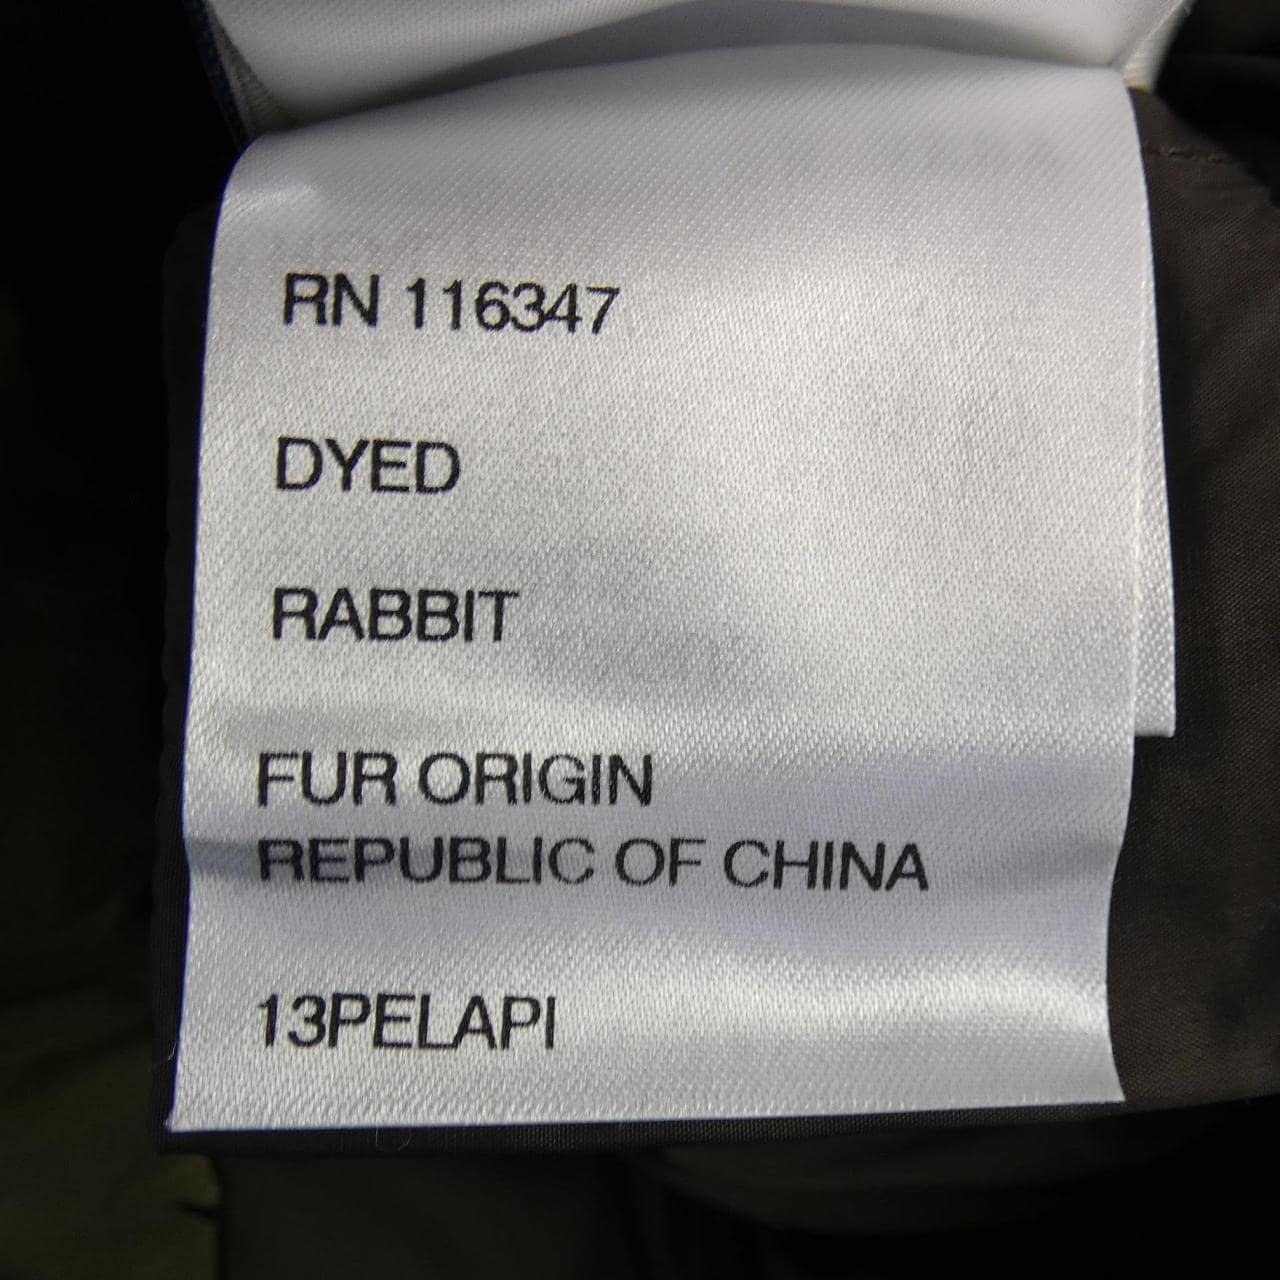 RN 116347
DYED
RABBIT
FUR ORIGIN
REPUBLIC OF CHINA
13PELAPI